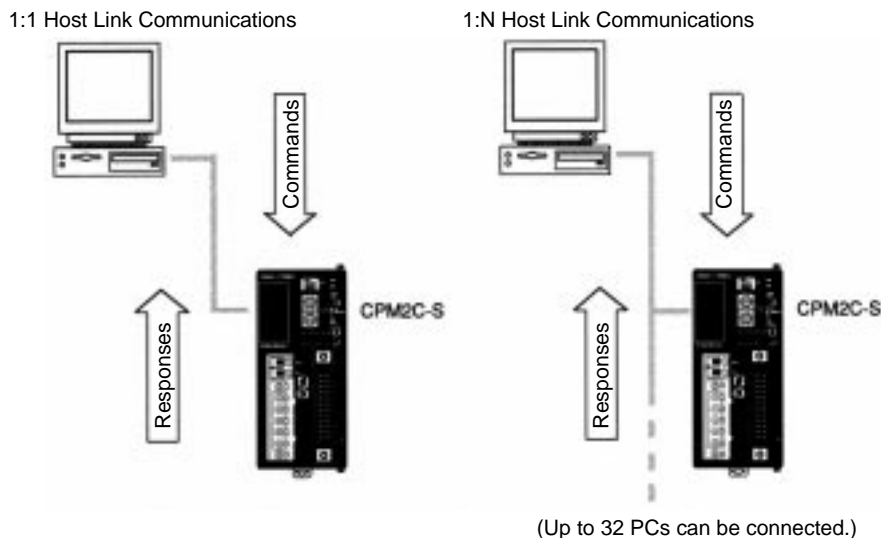 1:1 Host Link Communications
1:N Host Link Communications
Commands
Commands
Responses
CPM2C-S
Responses
CPM2C-S
(Up to 32 PCs can be connected.)